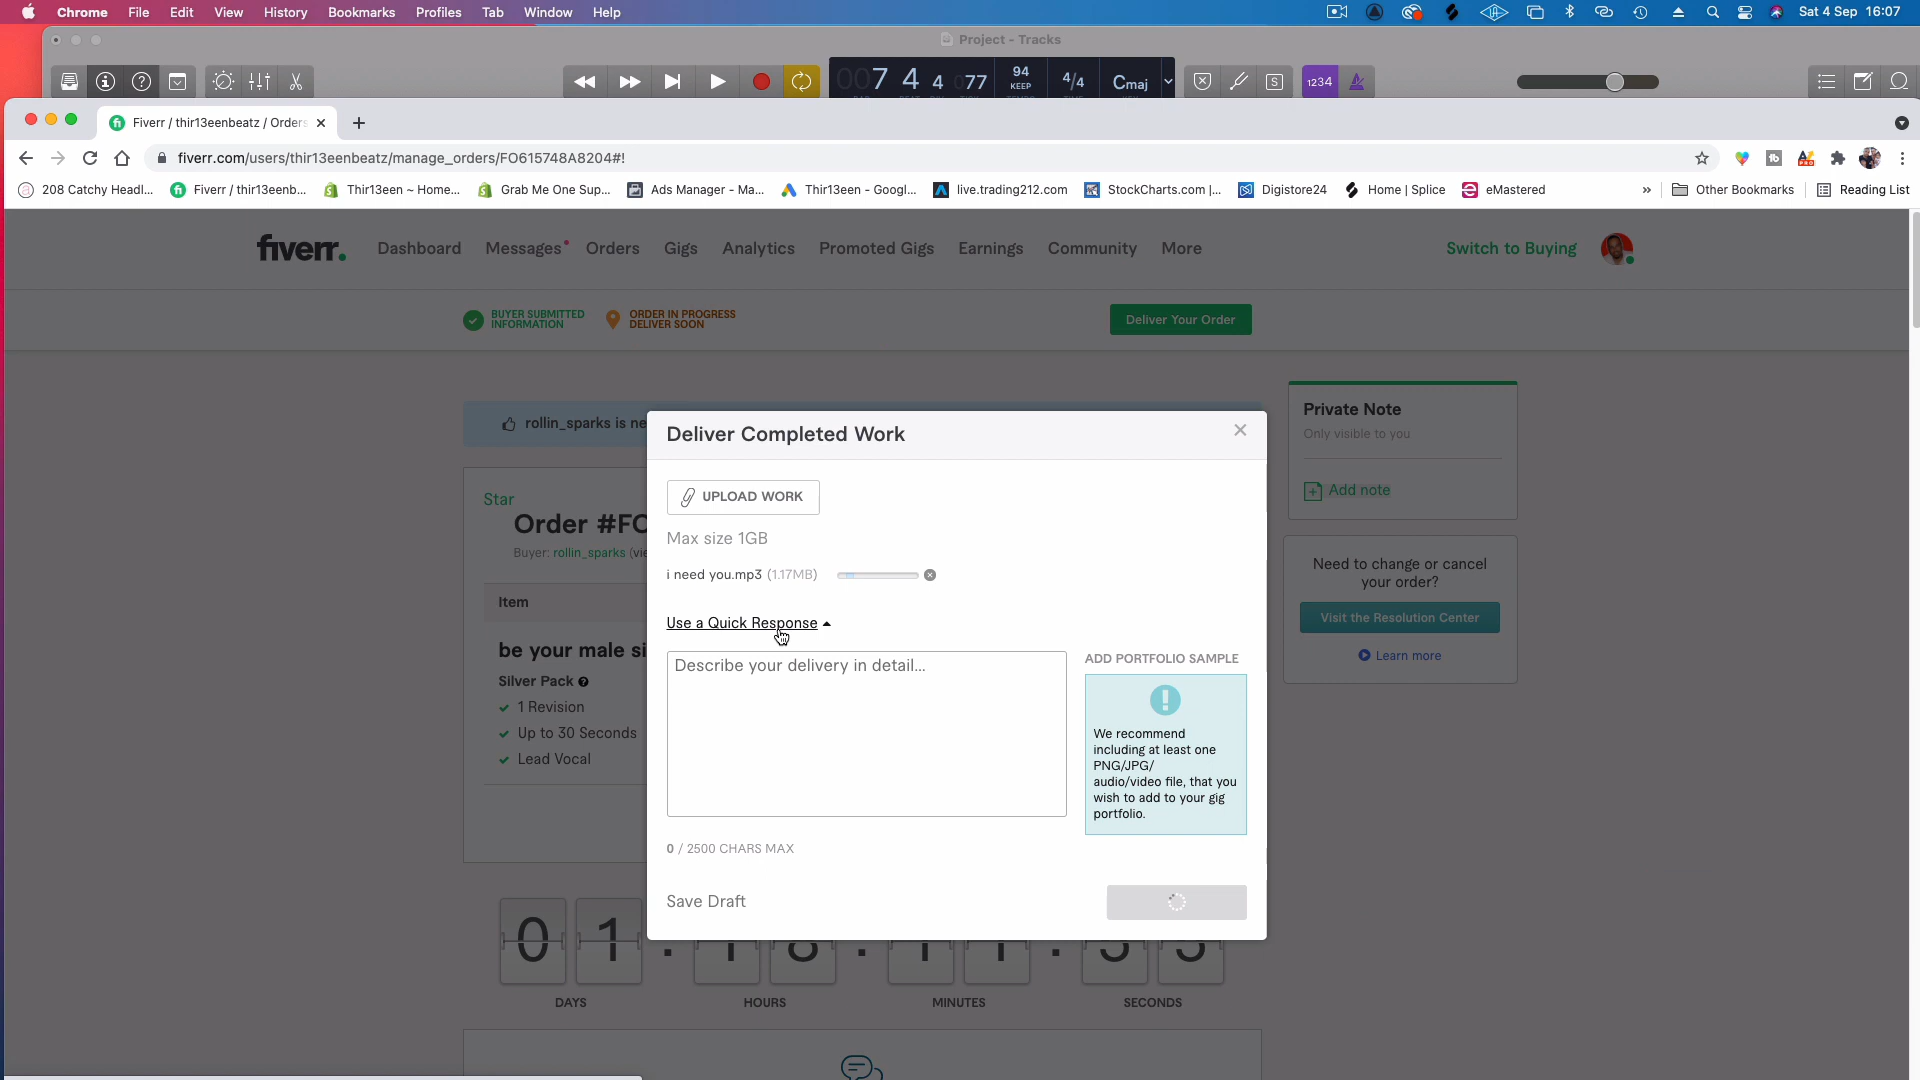 Chrome File Edit View History Bookmarks Profiles Tab Window Help Sat 4 Sep 16:07
Project - Tracks
007 4 4 077 94 KEEP 4/4 Cmaj S 1234
Fiverr / thir13eenbeatz / Orders
fiverr.com/users/thir13eenbeatz/manage_orders/FO615748A8204#!
208 Catchy Headl... Fiverr / thir13eenb... Thir13een ~ Home... Grab Me One Sup... Ads Manager - Ma... Thir13een - Googl... live.trading212.com StockCharts.com |... Digistore24 Home | Splice eMastered » Other Bookmarks Reading List
fiverr. Dashboard Messages Orders Gigs Analytics Promoted Gigs Earnings Community More Switch to Buying
BUYER SUBMITTED
INFORMATION
ORDER IN PROGRESS
DELIVER SOON
Deliver Your Order
rollin_sparks is ne
Star
Order #FO
Buyer: rollin_sparks (vie
Item
be your male si
Silver Pack
1 Revision
Up to 30 Seconds
Lead Vocal
Deliver Completed Work
UPLOAD WORK
Max size 1GB
i need you.mp3 (1.17MB)
Use a Quick Response
Describe your delivery in detail...
0 / 2500 CHARS MAX
ADD PORTFOLIO SAMPLE
We recommend
including at least one
PNG/JPG/
audio/video file, that you
wish to add to your gig
portfolio.
Save Draft
Private Note
Only visible to you
Add note
Need to change or cancel
your order?
Visit the Resolution Center
Learn more
01
DAYS HOURS MINUTES SECONDS